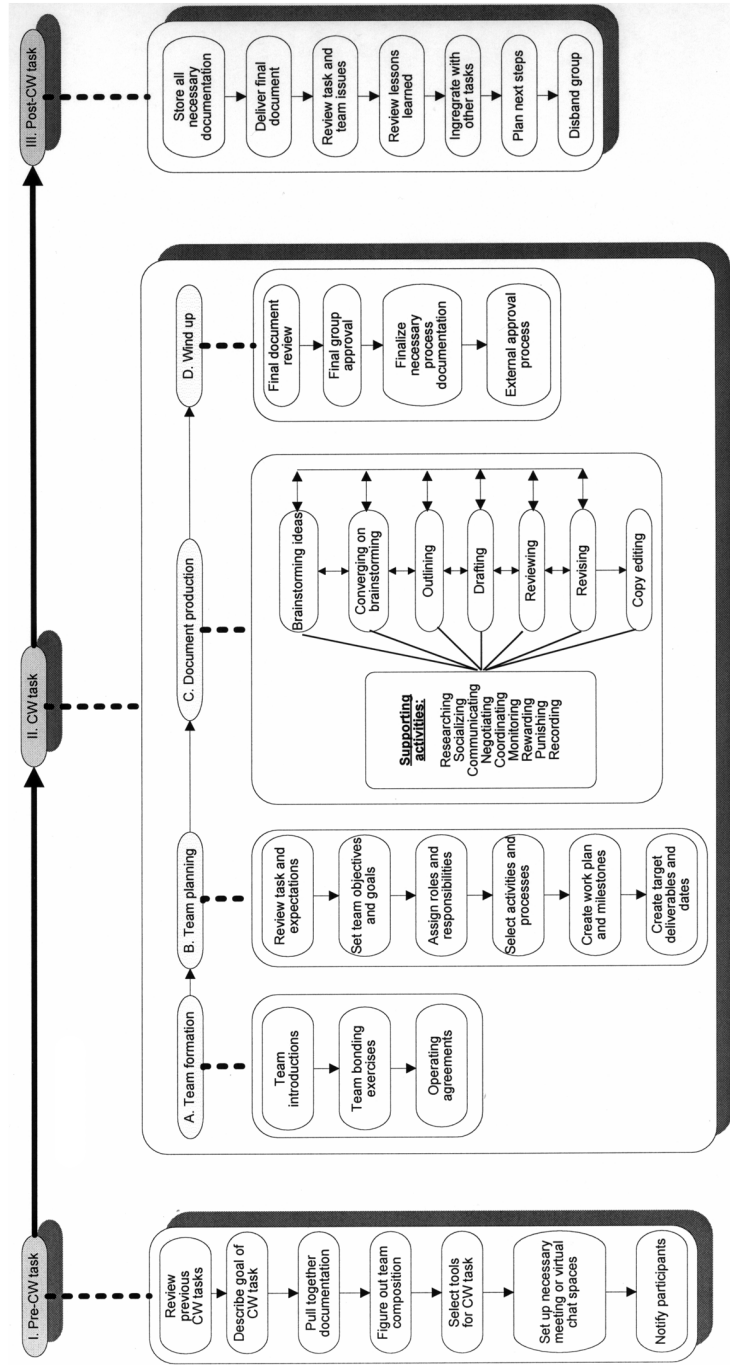 I. Pre-CW task
Review
previous
CW tasks
Describe goal of
CW task
Pull together
documentation
Figure out team
composition
Select tools
for CW task
Set up necessary
meeting or virtual
chat spaces
Notify participants
II. CW task
A. Team formation
Team
introductions
Team bonding
exercises
Operating
agreements
B. Team planning
Review task and
expectations
Set team objectives
and goals
Assign roles and
responsibilities
Select activities and
processes
Create work plan
and milestones
Create target
deliverables and
dates
C. Document production
Supporting
activities:
Researching
Socializing
Communicating
Negotiating
Coordinating
Monitoring
Rewarding
Punishing
Recording
Brainstorming ideas
Converging on
brainstorming
Outlining
Drafting
Reviewing
Revising
Copy editing
D. Wind up
Final document
review
Final group
approval
Finalize
necessary
process
documentation
External approval
process
III. Post-CW task
Store all
necessary
documentation
Deliver final
document
Review task and
team issues
Review lessons
learned
Ingregrate with
other tasks
Plan next steps
Disband group